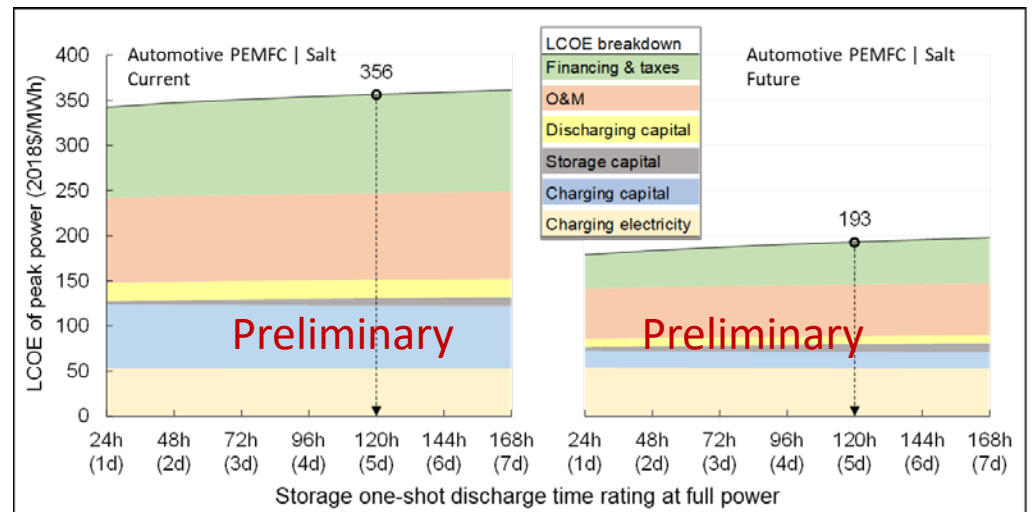 Automotive PEMFC | Salt
Current
400
350
300
250
200
150
100
50
0
LCOE of peak power (2018$/MWh)
356
Preliminary
24h
(1d)
48h
(2d)
72h
(3d)
96h
(4d)
120h
(5d)
144h
(6d)
168h
(7d)
LCOE breakdown
Financing & taxes
O&M
Discharging capital
Storage capital
Charging capital
Charging electricity
Automotive PEMFC | Salt
Future
193
Preliminary
24h
(1d)
48h
(2d)
72h
(3d)
96h
(4d)
120h
(5d)
144h
(6d)
168h
(7d)
Storage one-shot discharge time rating at full power